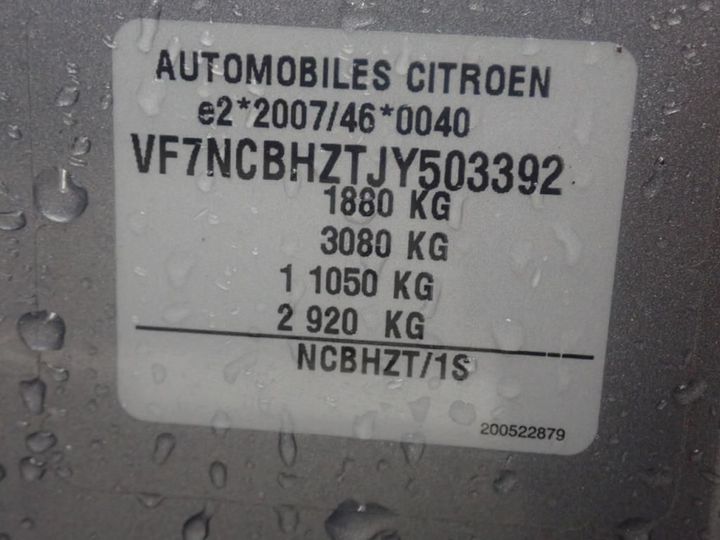 AUTOMOBILES CITROEN
e2*2007/46*0040
VF7NCBHZTJY503392
1880 KG
3080 KG
1 1050 KG
2 920 KG
NCBHZT/1S
200522879